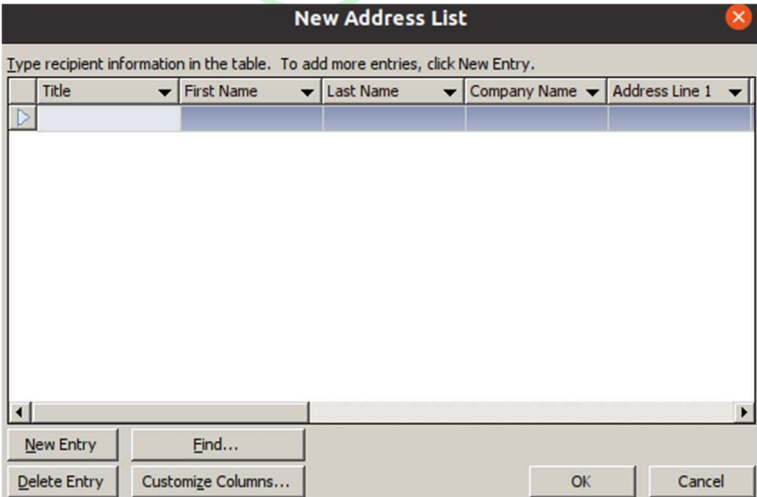 New Address List
Type recipient information in the table. To add more entries, click New Entry.
Title First Name Last Name Company Name Address Line 1
New Entry Find...
Delete Entry Customize Columns... OK Cancel